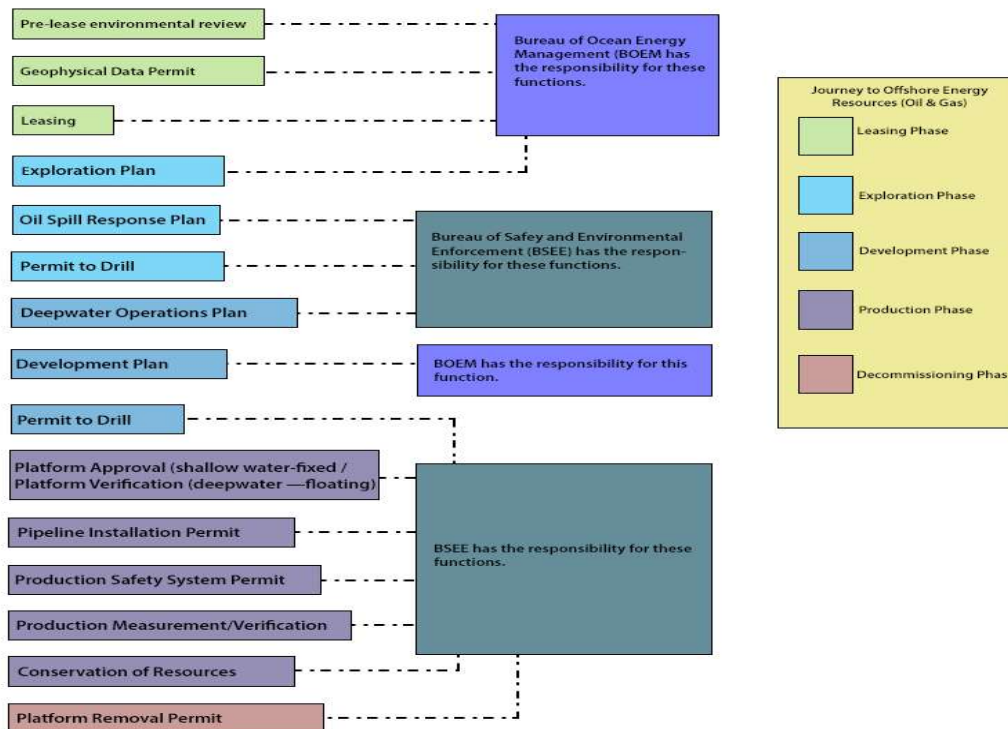 Pre-lease environmental review
Geophysical Data Permit
Leasing
Exploration Plan
Oil Spill Response Plan
Permit to Drill
Deepwater Operations Plan
Development Plan
Permit to Drill
Platform Approval (shallow water-fixed /
Platform Verification (deepwater —floating)
Pipeline Installation Permit
Production Safety System Permit
Production Measurement/Verification
Conservation of Resources
Platform Removal Permit
Bureau of Ocean Energy
Management (BOEM has
the responsibility for these
functions.
Bureau of Safey and Environmental
Enforcement (BSEE) has the respon-
sibility for these functions.
BOEM has the responsibility for this
function.
BSEE has the responsibility for these
functions.
Journey to Offshore Energy
Resources (Oil & Gas)
Leasing Phase
Exploration Phase
Development Phase
Production Phase
Decommissioning Phas